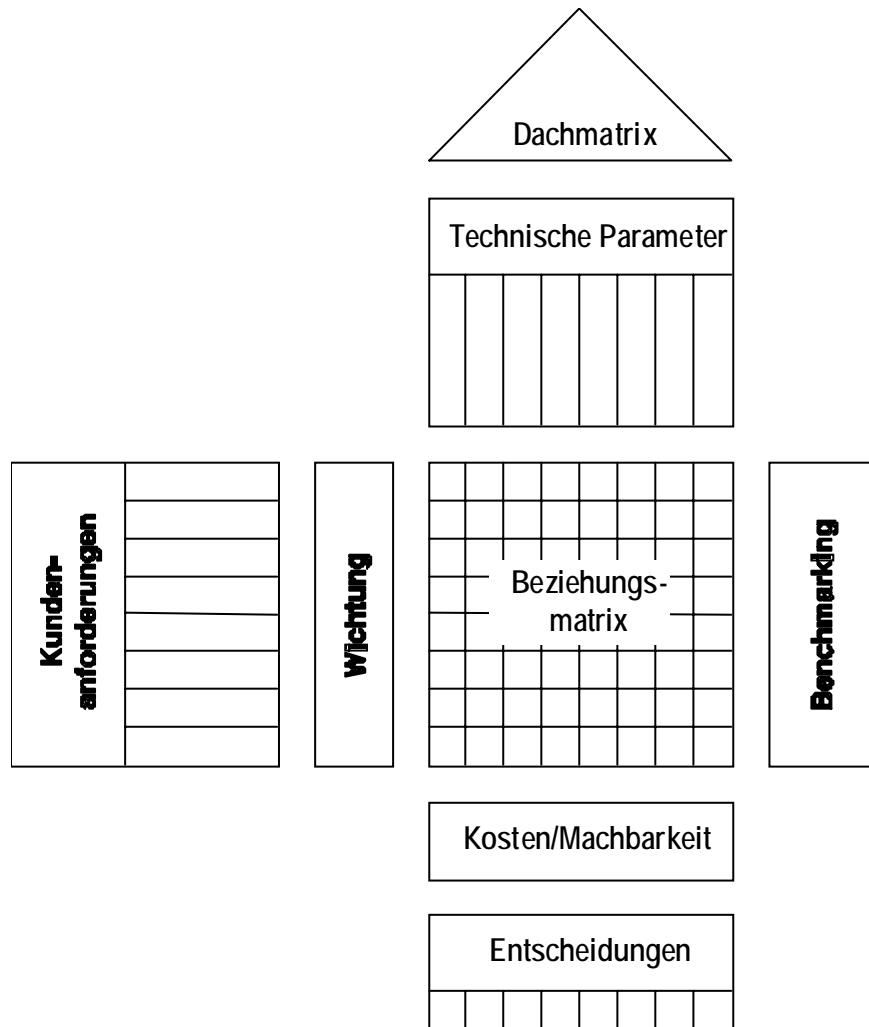 Dachmatrix
Technische Parameter
Kunden-
anforderungen
Wichtung
Beziehungs-
matrix
Benchmarking
Kosten/Machbarkeit
Entscheidungen